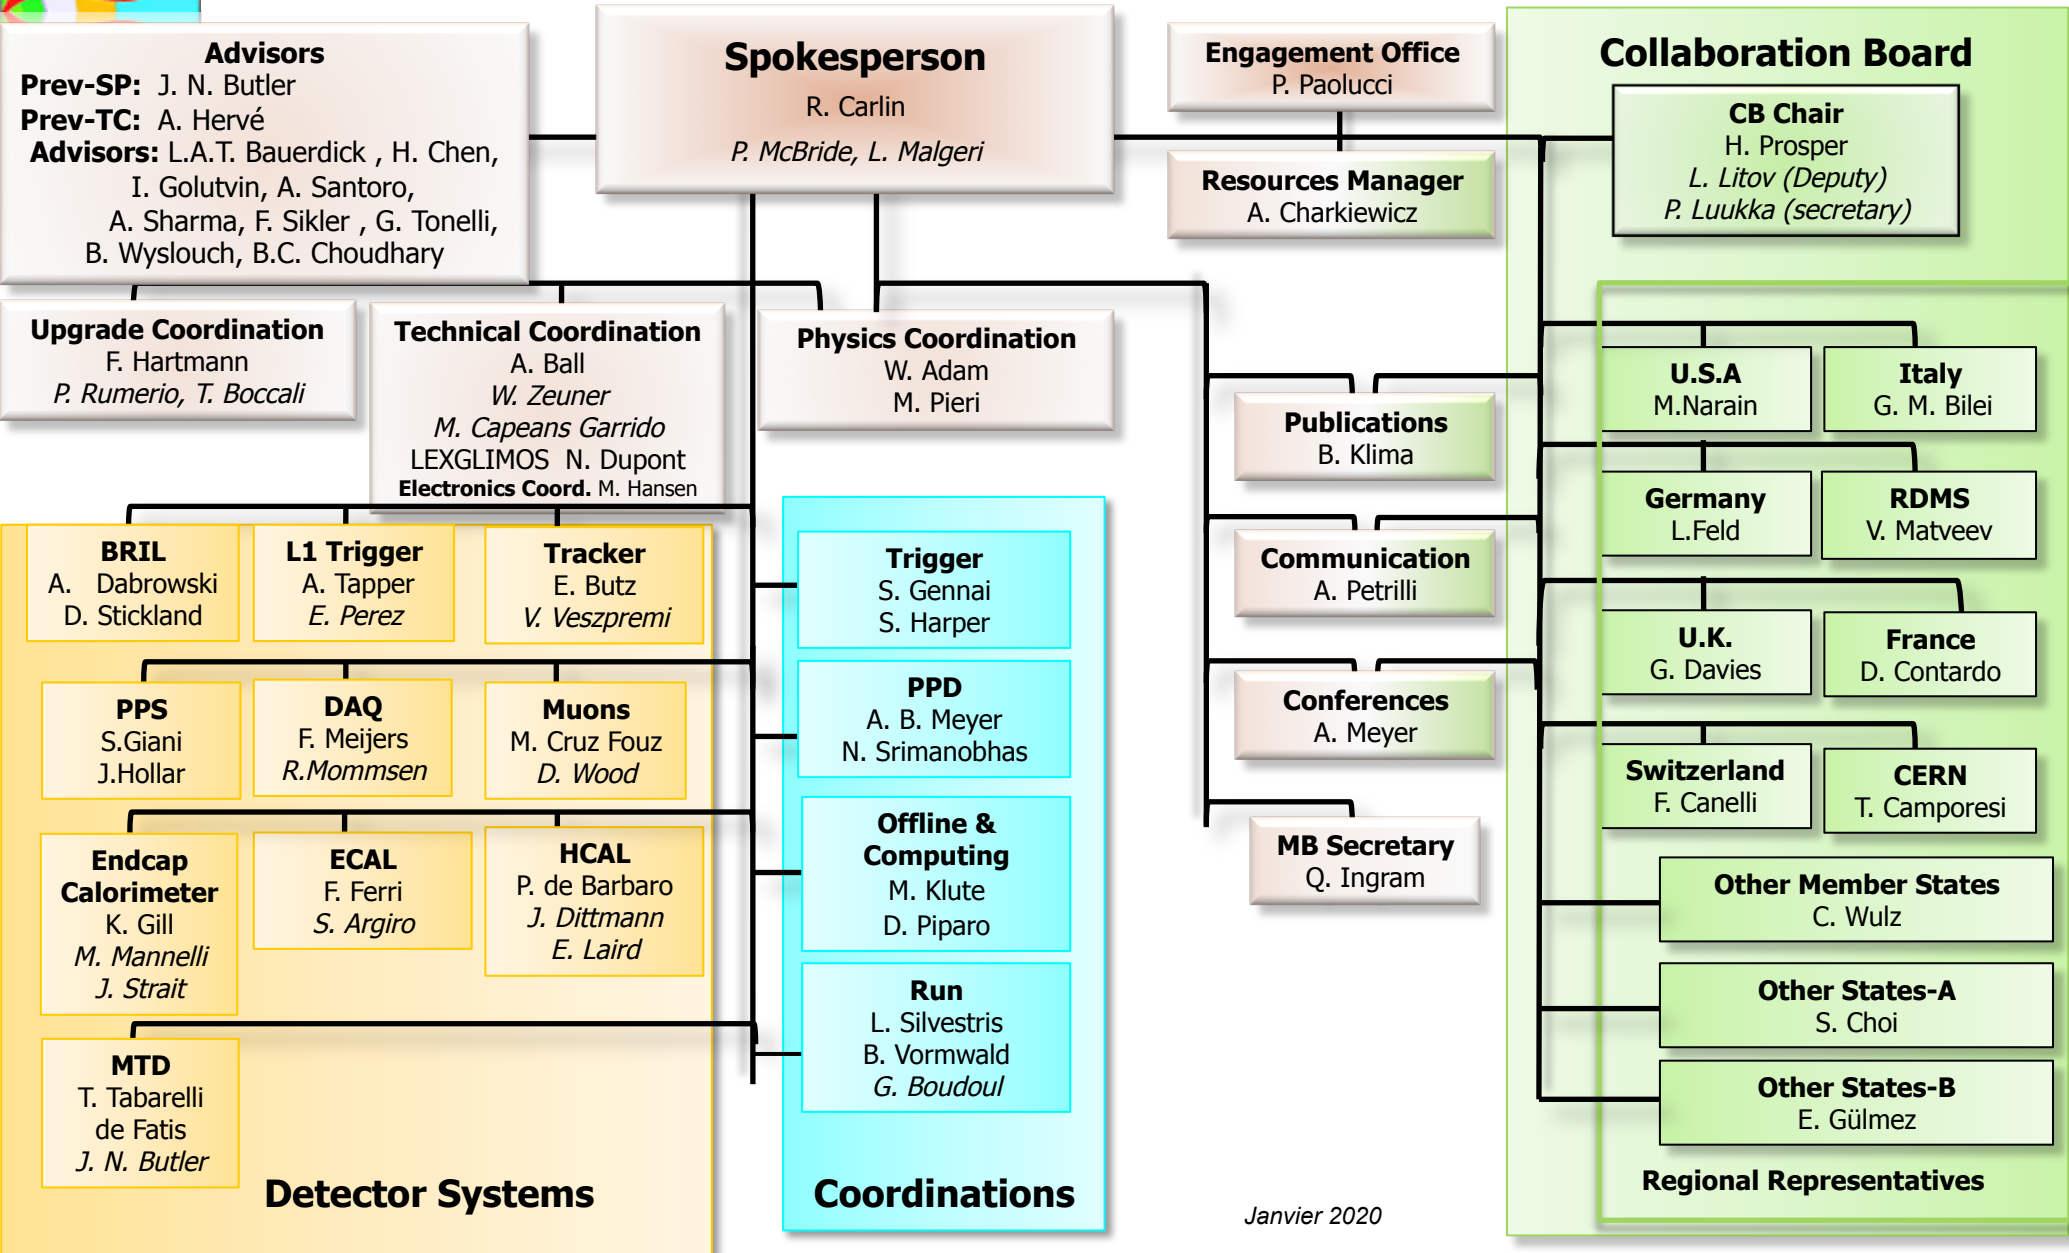 Advisors
Prev-SP: J. N. Butler
Prev-TC: A. Hervé
Advisors: L.A.T. Bauerdick , H. Chen,
I. Golutvin, A. Santoro,
A. Sharma, F. Sikler , G. Tonelli,
B. Wyslouch, B.C. Choudhary
Spokesperson
R. Carlin
P. McBride, L. Malgeri
Engagement Office
P. Paolucci
Resources Manager
A. Charkiewicz
Collaboration Board
CB Chair
H. Prosper
L. Litov (Deputy)
P. Luukka (secretary)
Upgrade Coordination
F. Hartmann
P. Rumerio, T. Boccali
Technical Coordination
A. Ball
W. Zeuner
M. Capeans Garrido
LEXGLIMOS N. Dupont
Electronics Coord. M. Hansen
Physics Coordination
W. Adam
M. Pieri
Publications
B. Klima
Communication
A. Petrilli
Conferences
A. Meyer
MB Secretary
Q. Ingram
U.S.A
M.Narain
Italy
G. M. Bilei
Germany
L.Feld
RDMS
V. Matveev
U.K.
G. Davies
France
D. Contardo
Switzerland
F. Canelli
CERN
T. Camporesi
Other Member States
C. Wulz
Other States-A
S. Choi
Other States-B
E. Gülmez
Regional Representatives
BRIL
A. Dabrowski
D. Stickland
L1 Trigger
A. Tapper
E. Perez
Tracker
E. Butz
V. Veszpremi
PPS
S.Giani
J.Hollar
DAQ
F. Meijers
R.Mommsen
Muons
M. Cruz Fouz
D. Wood
Endcap
Calorimeter
K. Gill
M. Mannelli
J. Strait
ECAL
F. Ferri
S. Argiro
HCAL
P. de Barbaro
J. Dittmann
E. Laird
MTD
T. Tabarelli
de Fatis
J. N. Butler
Detector Systems
Trigger
S. Gennai
S. Harper
PPD
A. B. Meyer
N. Srimanobhas
Offline &
Computing
M. Klute
D. Piparo
Run
L. Silvestris
B. Vormwald
G. Boudoul
Coordinations
Janvier 2020